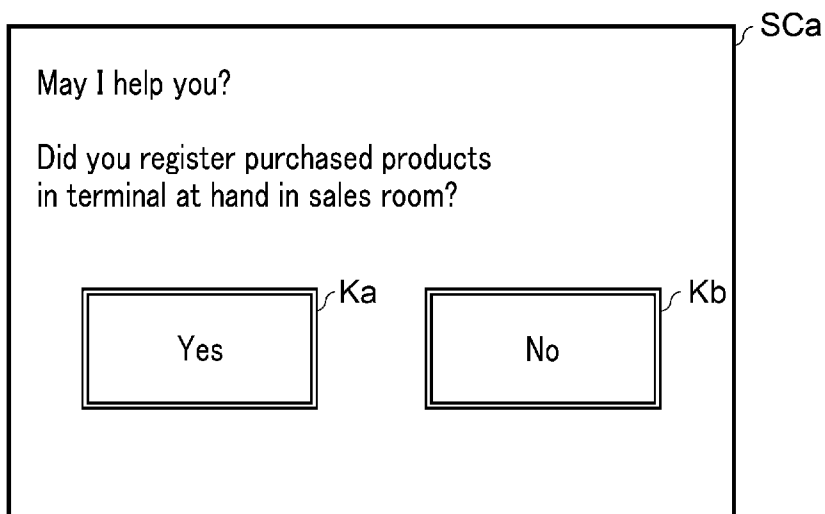 SCa
May I help you?
Did you register purchased products
in terminal at hand in sales room?
Ka
Kb
Yes
No